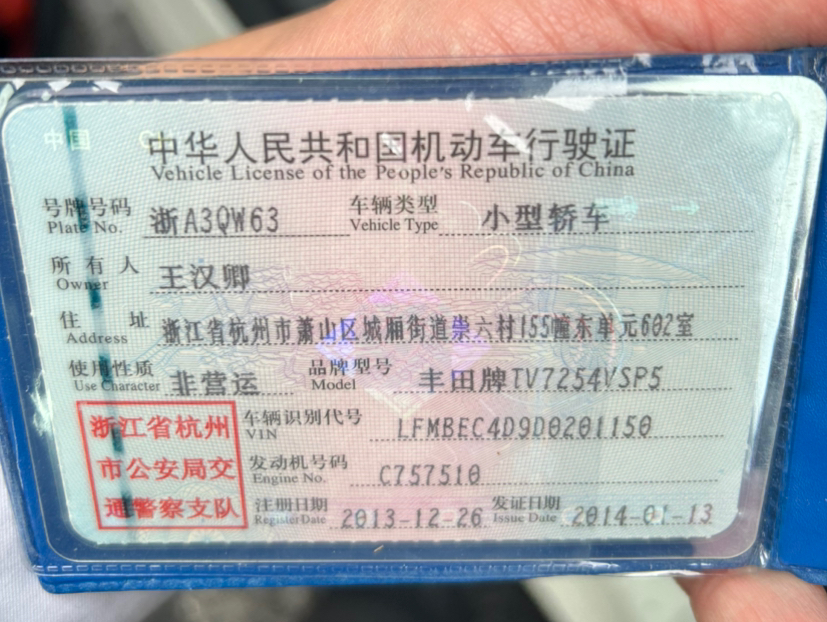 中国
中华人民共和国机动车行驶证
Vehicle License of the People's Republic of China
号牌号码 浙A3QW63 车辆类型 小型轿车
Plate No. Vehicle Type
所有人 王汉卿
Owner
住址 浙江省杭州市萧山区城厢街道崇六村155幢东单元602室
Address
使用性质 非营运 品牌型号 丰田牌TV7254VSP5
Use Character Model
车辆识别代号 LFMBEC4D9D0201150
VIN
发动机号码 C757510
Engine No.
注册日期 2013-12-26 发证日期 2014-01-13
Register Date Issue Date
浙江省杭州
市公安局交
通警察支队